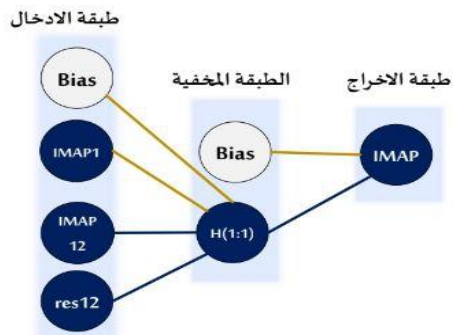 طبقة الادخال
الطبقة المخفية
طبقة الاخراج
Bias
IMAP1
IMAP
12
res12
Bias
H(1:1)
IMAP